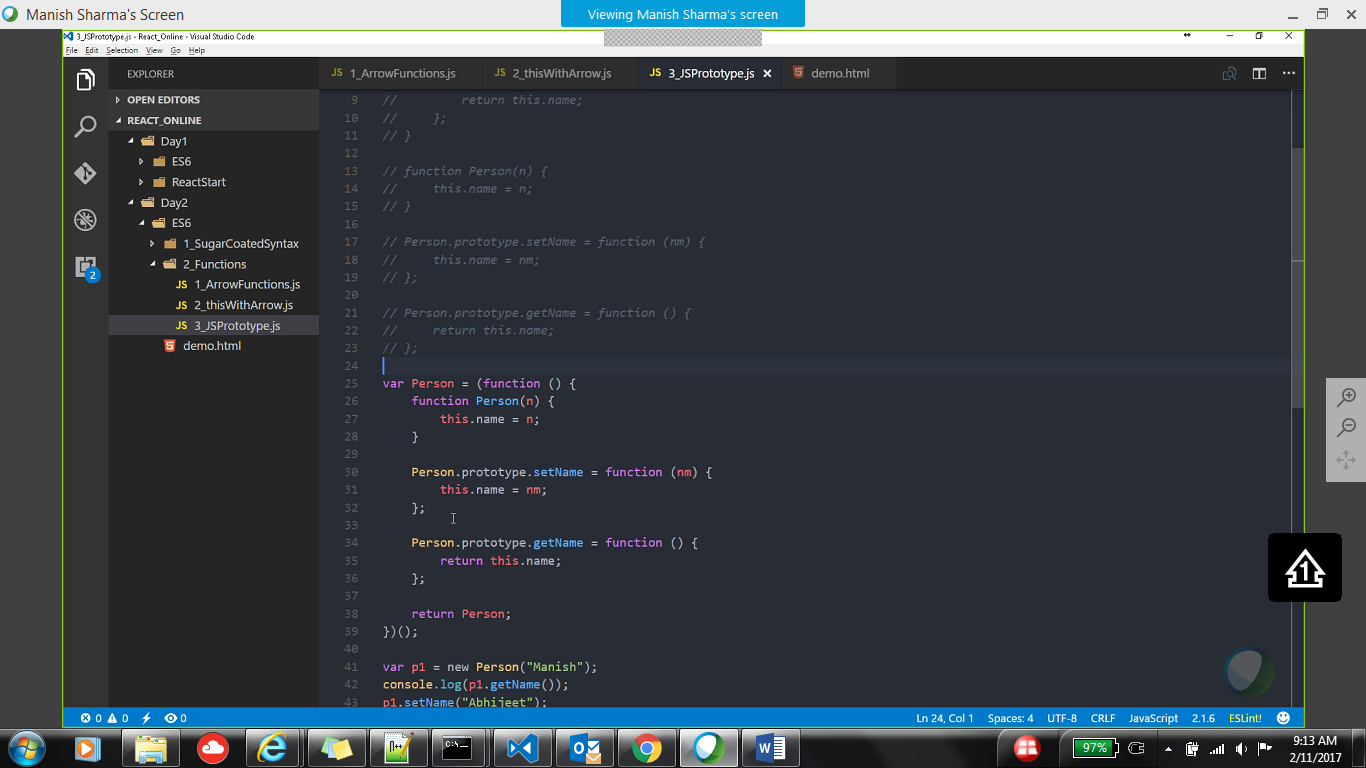 Manish Sharma's Screen
Viewing Manish Sharma's screen
3_JSPrototype.js - React_Online - Visual Studio Code
File Edit Selection View Go Help
EXPLORER
OPEN EDITORS
REACT_ONLINE
Day1
ES6
ReactStart
Day2
ES6
1_SugarCoatedSyntax
2_Functions
JS 1_ArrowFunctions.js
JS 2_thisWithArrow.js
JS 3_JSPrototype.js
demo.html
2
JS 1_ArrowFunctions.js JS 2_thisWithArrow.js JS 3_JSPrototype.js demo.html
9 //         return this.name;
10 //     };
11 // }
12
13 // function Person(n) {
14 //     this.name = n;
15 // }
16
17 // Person.prototype.setName = function (nm) {
18 //     this.name = nm;
19 // };
20
21 // Person.prototype.getName = function () {
22 //     return this.name;
23 // };
24
25 var Person = (function () {
26     function Person(n) {
27         this.name = n;
28     }
29
30     Person.prototype.setName = function (nm) {
31         this.name = nm;
32     };
33
34     Person.prototype.getName = function () {
35         return this.name;
36     };
37
38     return Person;
39 })();
40
41 var p1 = new Person("Manish");
42 console.log(p1.getName());
43 p1.setName("Abhijeet");
1
0 0 0 Ln 24, Col 1 Spaces: 4 UTF-8 CRLF JavaScript 2.1.6 ESLint!
97%
9:13 AM
2/11/2017